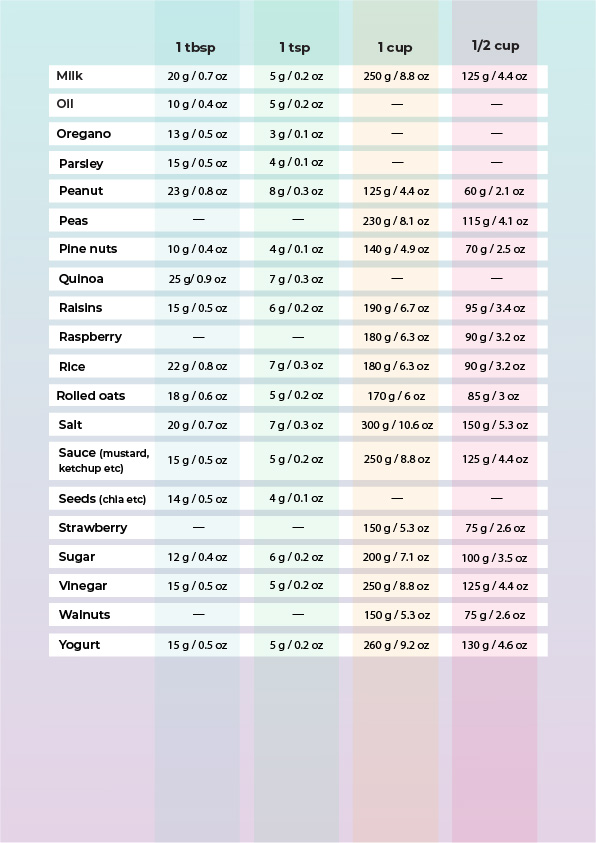 1 tbsp 1 tsp 1 cup 1/2 cup
Milk 20 g / 0.7 oz 5 g / 0.2 oz 250 g / 8.8 oz 125 g / 4.4 oz
Oil 10 g / 0.4 oz 5 g / 0.2 oz — —
Oregano 13 g / 0.5 oz 3 g / 0.1 oz — —
Parsley 15 g / 0.5 oz 4 g / 0.1 oz — —
Peanut 23 g / 0.8 oz 8 g / 0.3 oz 125 g / 4.4 oz 60 g / 2.1 oz
Peas — — 230 g / 8.1 oz 115 g / 4.1 oz
Pine nuts 10 g / 0.4 oz 4 g / 0.1 oz 140 g / 4.9 oz 70 g / 2.5 oz
Quinoa 25 g/ 0.9 oz 7 g / 0.3 oz — —
Raisins 15 g / 0.5 oz 6 g / 0.2 oz 190 g / 6.7 oz 95 g / 3.4 oz
Raspberry — — 180 g / 6.3 oz 90 g / 3.2 oz
Rice 22 g / 0.8 oz 7 g / 0.3 oz 180 g / 6.3 oz 90 g / 3.2 oz
Rolled oats 18 g / 0.6 oz 5 g / 0.2 oz 170 g / 6 oz 85 g / 3 oz
Salt 20 g / 0.7 oz 7 g / 0.3 oz 300 g / 10.6 oz 150 g / 5.3 oz
Sauce (mustard,
ketchup etc) 15 g / 0.5 oz 5 g / 0.2 oz 250 g / 8.8 oz 125 g / 4.4 oz
Seeds (chia etc) 14 g / 0.5 oz 4 g / 0.1 oz — —
Strawberry — — 150 g / 5.3 oz 75 g / 2.6 oz
Sugar 12 g / 0.4 oz 6 g / 0.2 oz 200 g / 7.1 oz 100 g / 3.5 oz
Vinegar 15 g / 0.5 oz 5 g / 0.2 oz 250 g / 8.8 oz 125 g / 4.4 oz
Walnuts — — 150 g / 5.3 oz 75 g / 2.6 oz
Yogurt 15 g / 0.5 oz 5 g / 0.2 oz 260 g / 9.2 oz 130 g / 4.6 oz